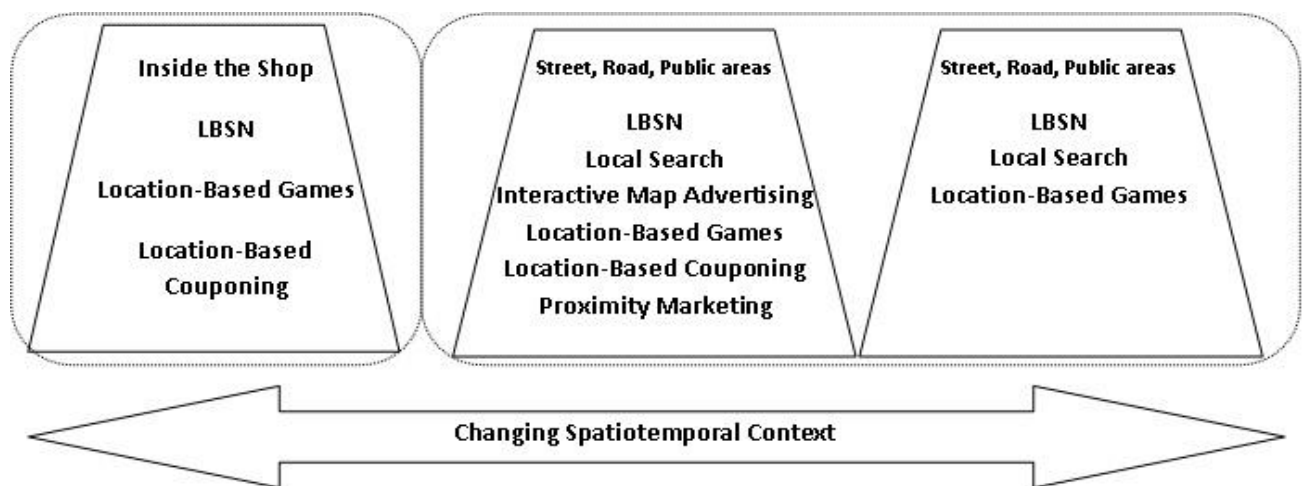 Inside the Shop
LBSN
Location-Based Games
Location-Based
Couponing
Street, Road, Public areas
LBSN
Local Search
Interactive Map Advertising
Location-Based Games
Location-Based Couponing
Proximity Marketing
Street, Road, Public areas
LBSN
Local Search
Location-Based Games
Changing Spatiotemporal Context